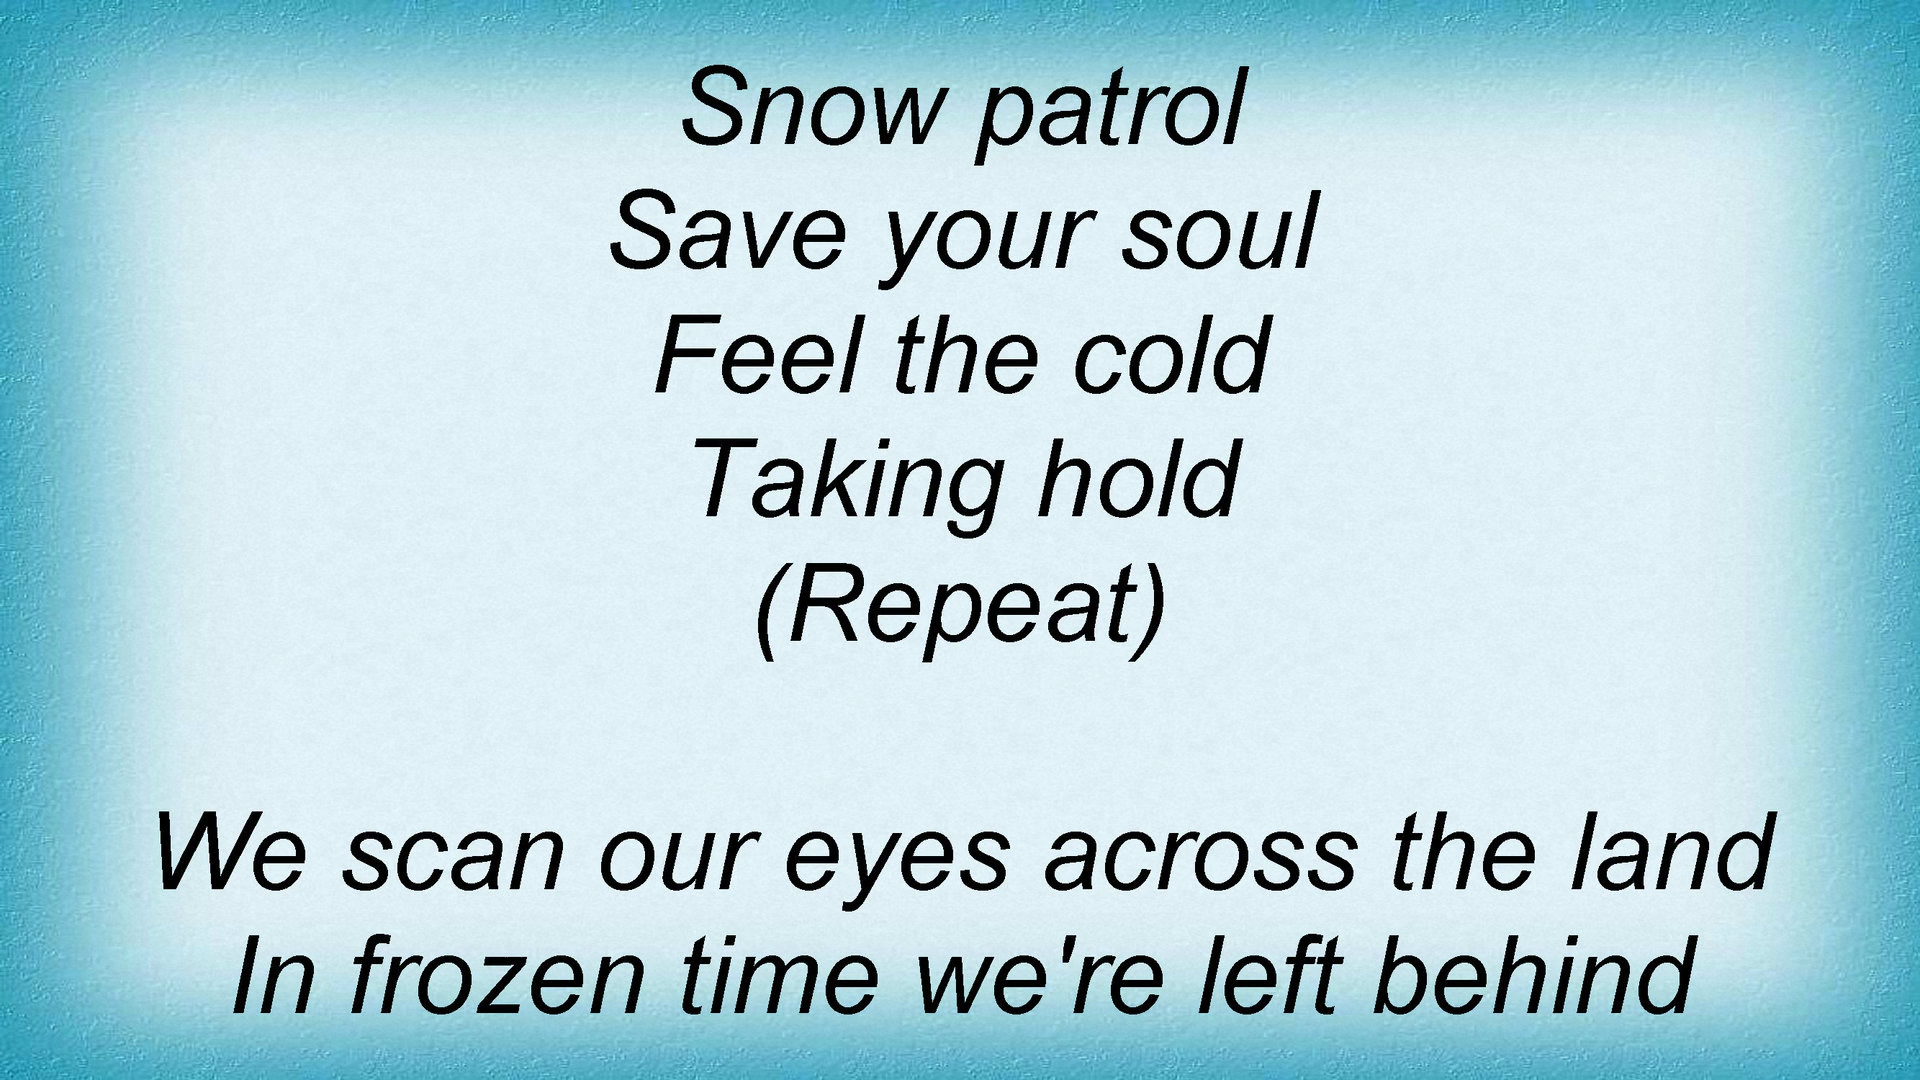 Snow patrol
Save your soul
Feel the cold
Taking hold
(Repeat)
We scan our eyes across the land
In frozen time we're left behind